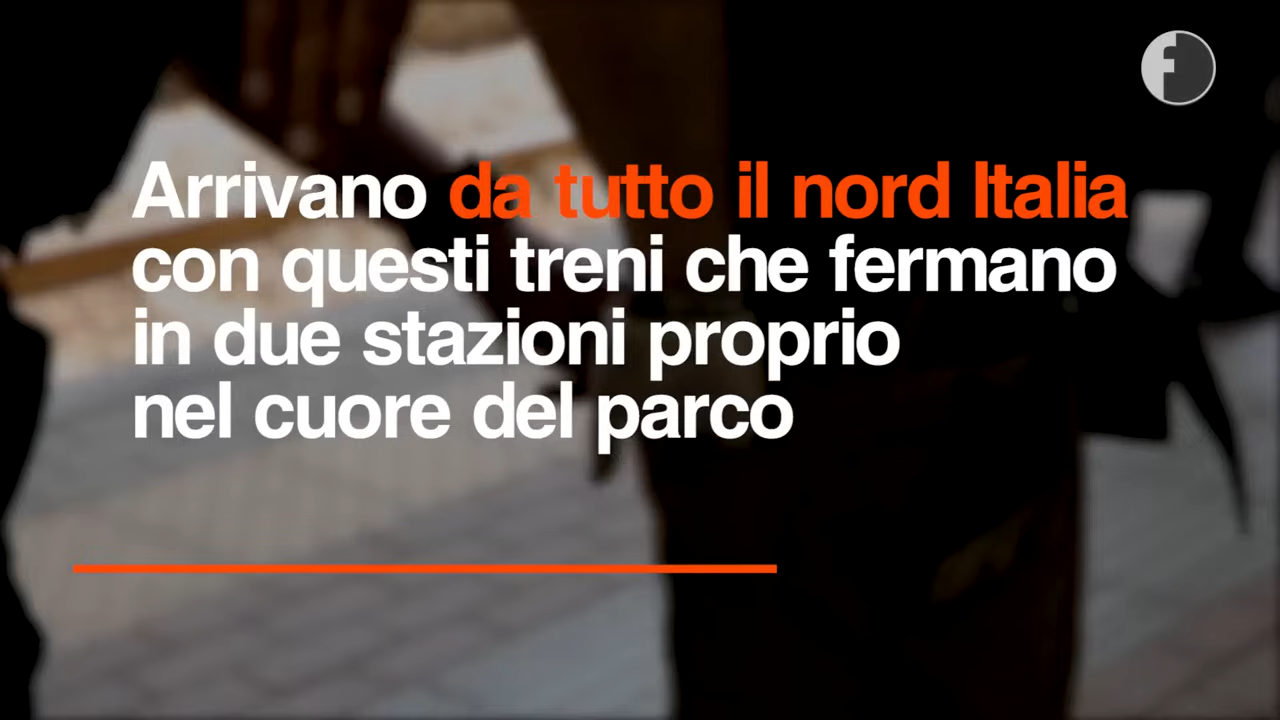 Arrivano da tutto il nord Italia
con questi treni che fermano
in due stazioni proprio
nel cuore del parco
f